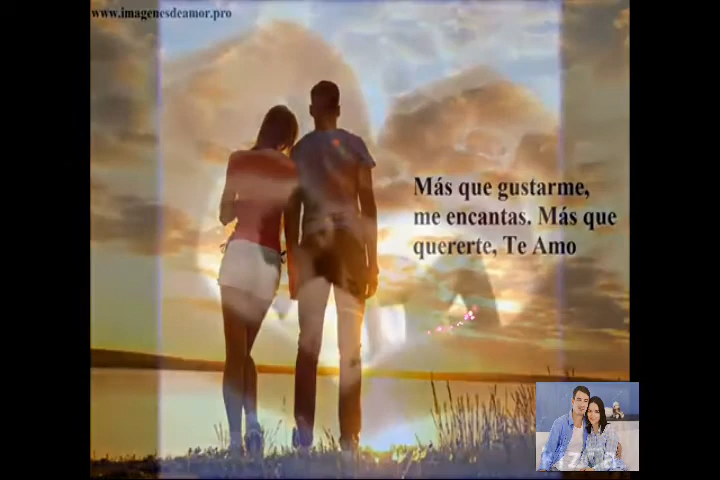 www.imagenesdeamor.pro
Más que gustarme,
me encantas. Más que
quererte, Te Amo